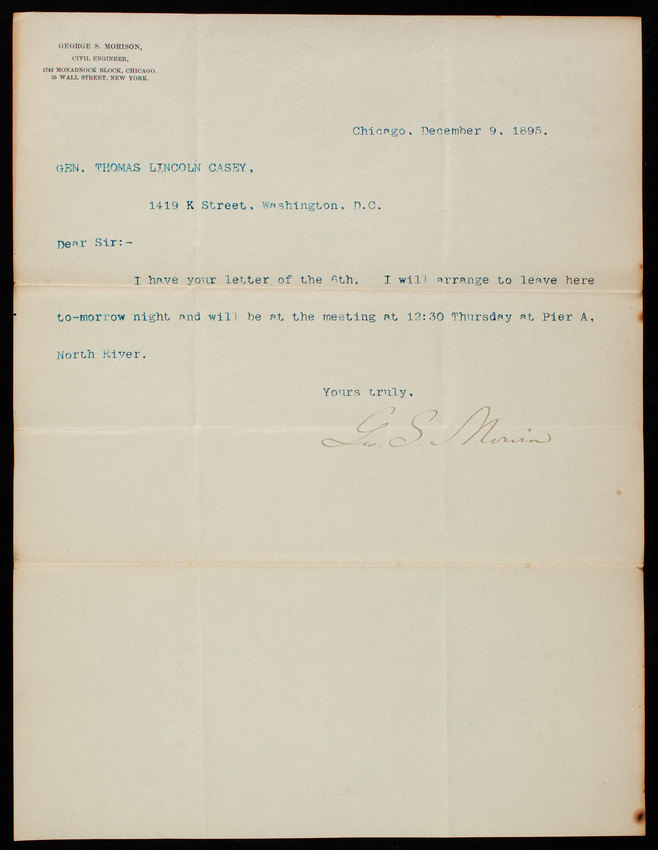 GEORGE S. MORISON,
CIVIL ENGINEER,
1742 MONADNOCK BLOCK, CHICAGO.
35 WALL STREET, NEW YORK.
Chicago, December 9, 1895.
GEN. THOMAS LINCOLN CASEY,
1419 K Street, Washington, D.C.
Dear Sir:-
I have your letter of the 6th. I will arrange to leave here
to-morrow night and will be at the meeting at 12:30 Thursday at Pier A,
North River.
Yours truly,
Geo. S. Morison